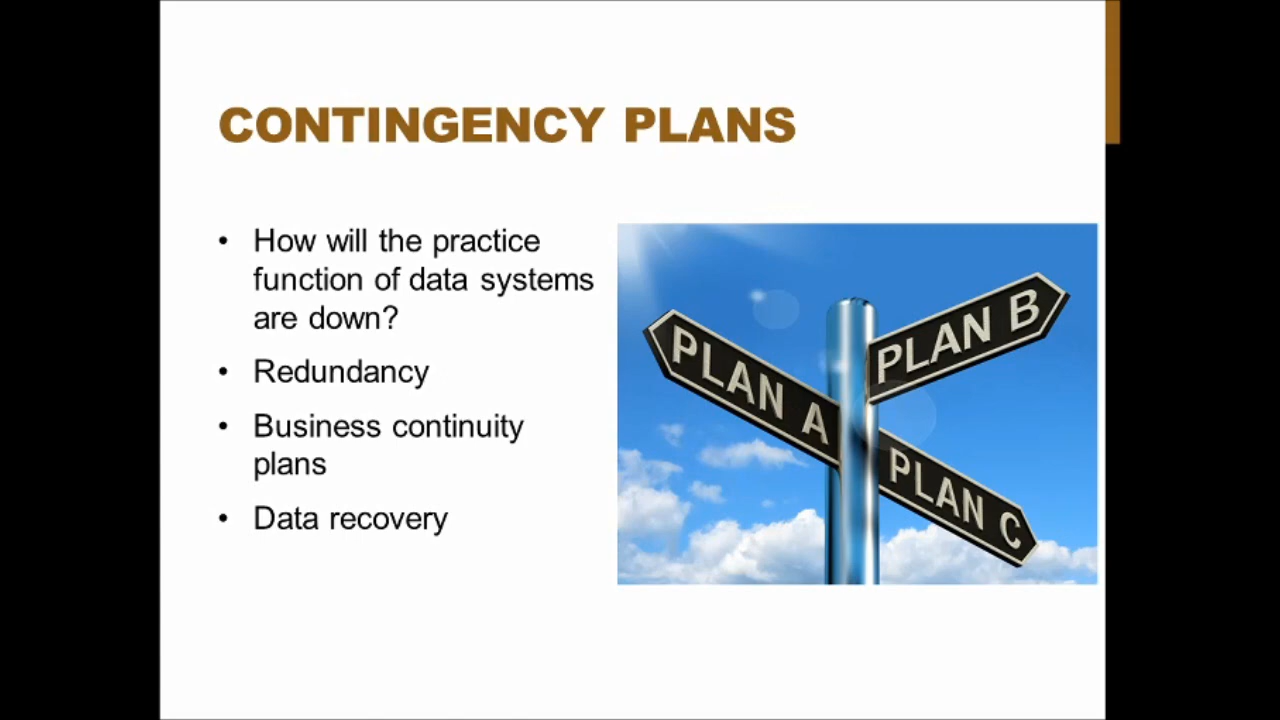 CONTINGENCY PLANS
• How will the practice
function of data systems
are down?
• Redundancy
• Business continuity
plans
• Data recovery
PLAN A
PLAN B
PLAN C